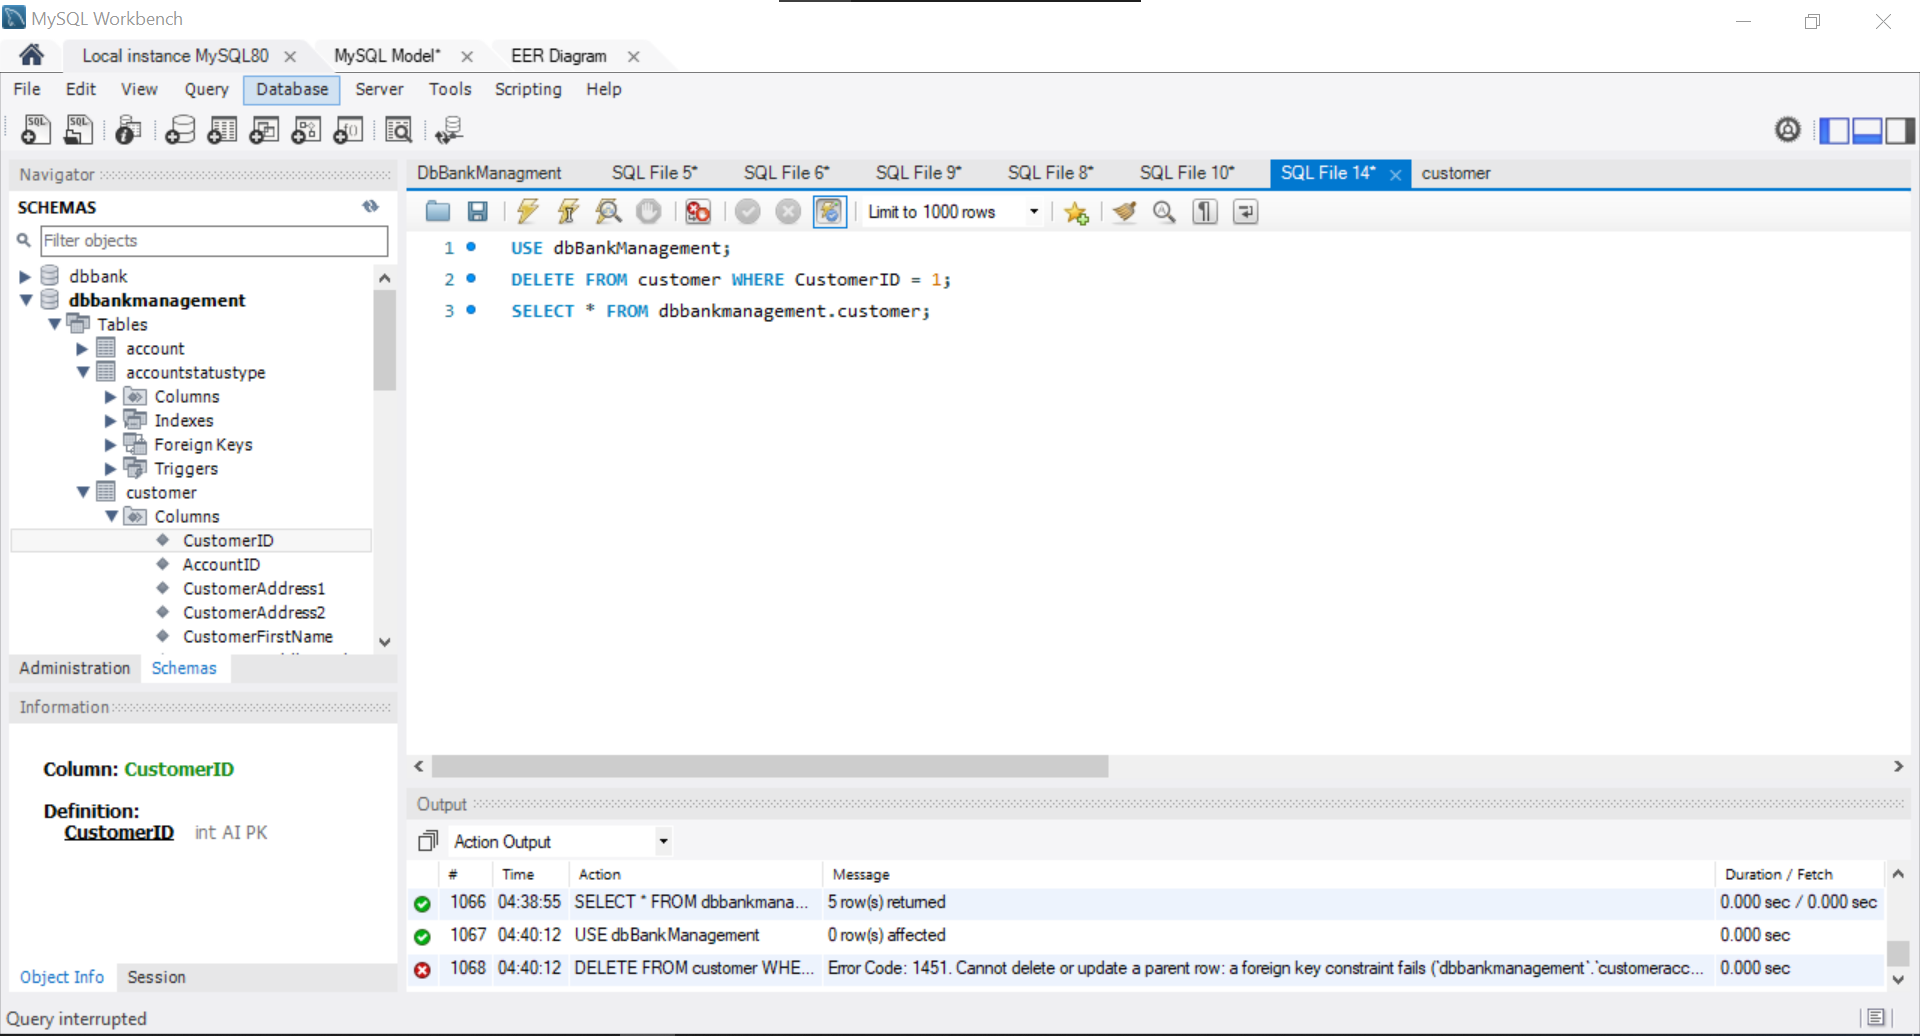 MySQL Workbench
Local instance MySQL80
MySQL Model*
EER Diagram
File Edit View Query Database Server Tools Scripting Help
Navigator
SCHEMAS
Filter objects
dbbank
dbbankmanagement
Tables
account
accountstatustype
Columns
Indexes
Foreign Keys
Triggers
customer
Columns
CustomerID
AccountID
CustomerAddress1
CustomerAddress2
CustomerFirstName
Administration Schemas
Information
Column: CustomerID
Definition:
CustomerID int AI PK
Object Info Session
DbBankManagment SQL File 5* SQL File 6* SQL File 9* SQL File 8* SQL File 10* SQL File 14* customer
Limit to 1000 rows
1 USE dbBankManagement;
2 DELETE FROM customer WHERE CustomerID = 1;
3 SELECT * FROM dbbankmanagement.customer;
Output
Action Output
# Time Action Message Duration / Fetch
1066 04:38:55 SELECT * FROM dbbankmana... 5 row(s) returned 0.000 sec / 0.000 sec
1067 04:40:12 USE dbBankManagement 0 row(s) affected 0.000 sec
1068 04:40:12 DELETE FROM customer WHE... Error Code: 1451. Cannot delete or update a parent row: a foreign key constraint fails (`dbbankmanagement`.`customeracc... 0.000 sec
Query interrupted